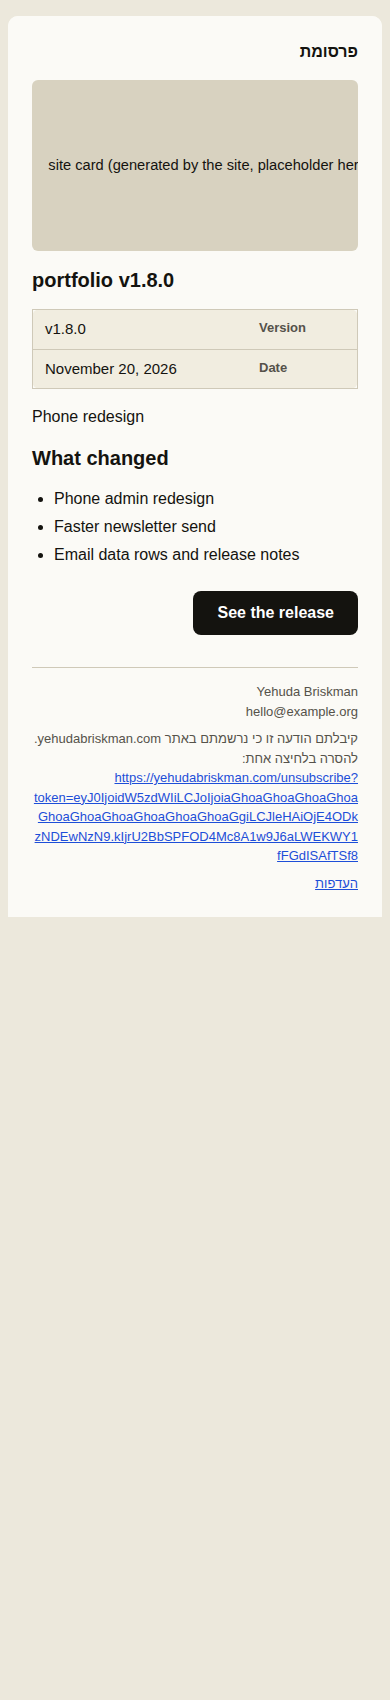 פרסומת
site card (generated by the site, placeholder her
portfolio v1.8.0
v1.8.0 Version
November 20, 2026 Date
Phone redesign
What changed
• Phone admin redesign
• Faster newsletter send
• Email data rows and release notes
See the release
Yehuda Briskman
hello@example.org
קיבלתם הודעה זו כי נרשמתם באתר yehudabriskman.com.
להסרה בלחיצה אחת:
https://yehudabriskman.com/unsubscribe?
token=eyJ0IjoidW5zdWIiLCJoIjoiaGhoaGhoaGhoaGhoa
GhoaGhoaGhoaGhoaGhoaGhoaGgiLCJleHAiOjE4ODk
zNDEwNzN9.kIjrU2BbSPFOD4Mc8A1w9J6aLWEKWY1
fFGdISAfTSf8
העדפות